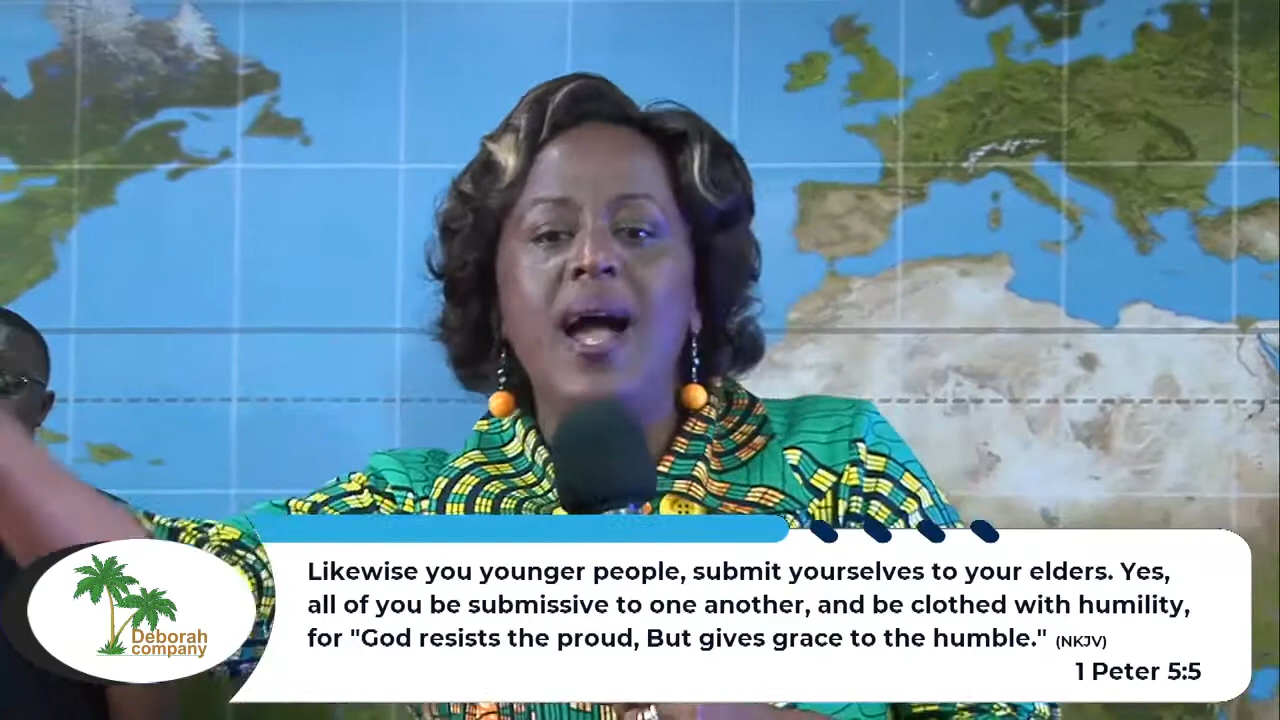 Likewise you younger people, submit yourselves to your elders. Yes,
all of you be submissive to one another, and be clothed with humility,
for "God resists the proud, But gives grace to the humble." (NKJV)
1 Peter 5:5
Deborah
company